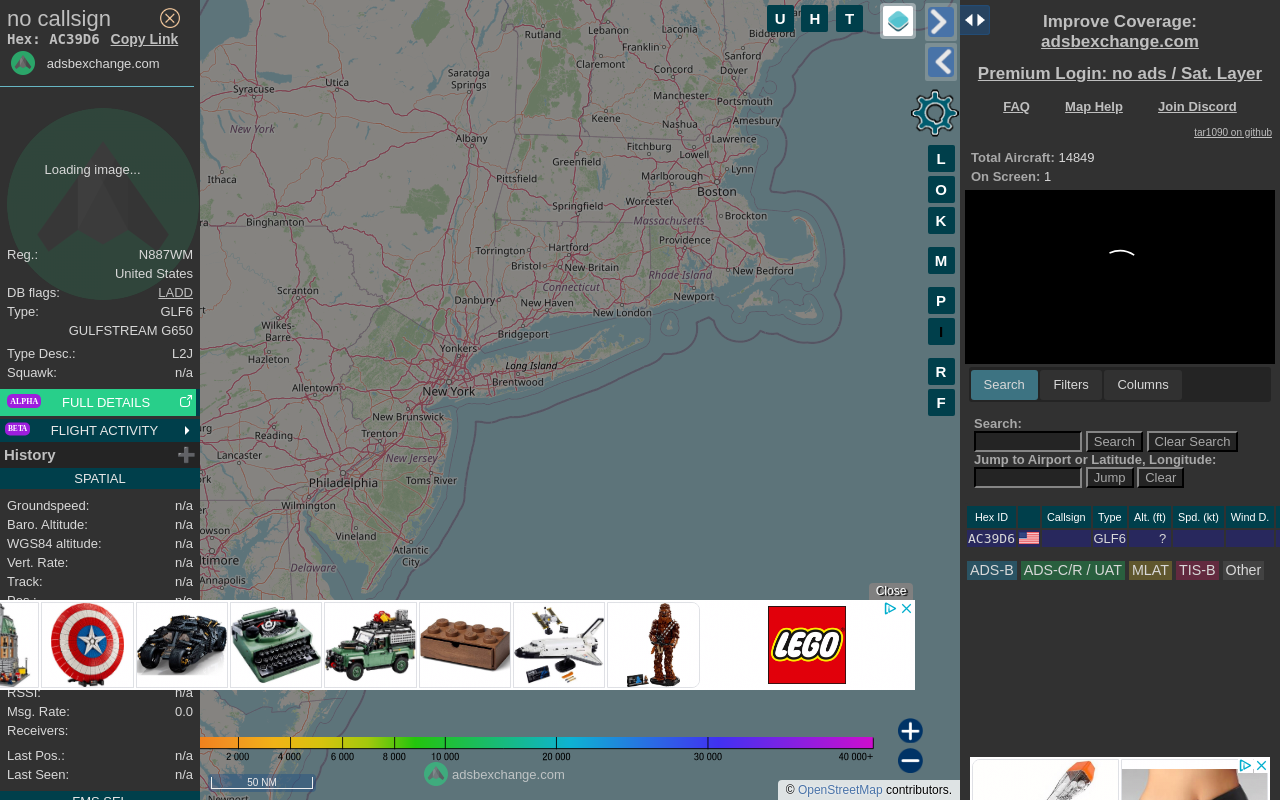 no callsign
Hex: AC39D6 Copy Link
adsbexchange.com
Loading image...
Reg.: N887WM
United States
DB flags: LADD
Type: GLF6
GULFSTREAM G650
Type Desc.: L2J
Squawk: n/a
ALPHA FULL DETAILS
BETA FLIGHT ACTIVITY
History
SPATIAL
Groundspeed: n/a
Baro. Altitude: n/a
WGS84 altitude: n/a
Vert. Rate: n/a
Track: n/a
RSSI: n/a
Msg. Rate: 0.0
Receivers:
Last Pos.: n/a
Last Seen: n/a
FMS SEL
U H T
L
O
K
M
P
I
R
F
Rutland
Lebanon
Laconia
Biddeford
Franklin
Sanford
Claremont
Concord
Dover
Saratoga
Springs
Utica
Syracuse
Manchester
Portsmouth
Keene
Nashua
Amesbury
New York
Albany
Lawrence
Fitchburg
Lowell
Greenfield
Lynn
Ithaca
Pittsfield
Marlborough
Boston
Worcester
Springfield
Brockton
Binghamton
Massachusetts
Providence
Hartford
Torrington
Bristol
New Britain
Rhode Island
New Bedford
Connecticut
Scranton
Danbury
New Haven
Newport
New London
Wilkes-
Barre
Bridgeport
Yonkers
Hazleton
Long Island
Brentwood
Allentown
New York
New Brunswick
Reading
Trenton
Lancaster
New Jersey
Philadelphia
Toms River
Wilmington
Vineland
Atlantic
City
Delaware
Annapolis
Close
LEGO
2 000 4 000 6 000 8 000 10 000 20 000 30 000 40 000+
adsbexchange.com
50 NM
© OpenStreetMap contributors.
Improve Coverage:
adsbexchange.com
Premium Login: no ads / Sat. Layer
FAQ Map Help Join Discord
tar1090 on github
Total Aircraft: 14849
On Screen: 1
Search Filters Columns
Search:
Search Clear Search
Jump to Airport or Latitude, Longitude:
Jump Clear
Hex ID Callsign Type Alt. (ft) Spd. (kt) Wind D.
AC39D6 GLF6 ?
ADS-B ADS-C/R / UAT MLAT TIS-B Other